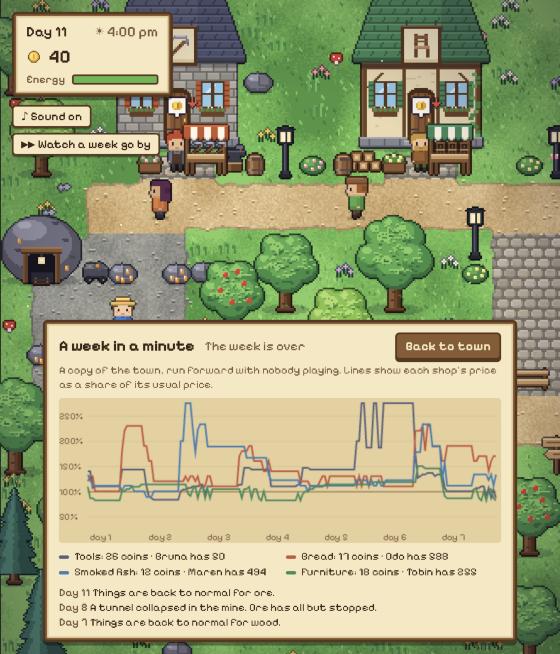 Day 11 ☀ 4:00 pm
40
Energy
♪ Sound on
▶▶ Watch a week go by
A week in a minute The week is over
Back to town
A copy of the town, run forward with nobody playing. Lines show each shop's price
as a share of its usual price.
250%
200%
150%
100%
50%
day 1 day 2 day 3 day 4 day 5 day 6 day 7
Tools: 26 coins · Bruna has 50
Bread: 17 coins · Odo has 588
Smoked Fish: 12 coins · Maren has 494
Furniture: 18 coins · Tobin has 255
Day 11 Things are back to normal for ore.
Day 8 A tunnel collapsed in the mine. Ore has all but stopped.
Day 7 Things are back to normal for wood.